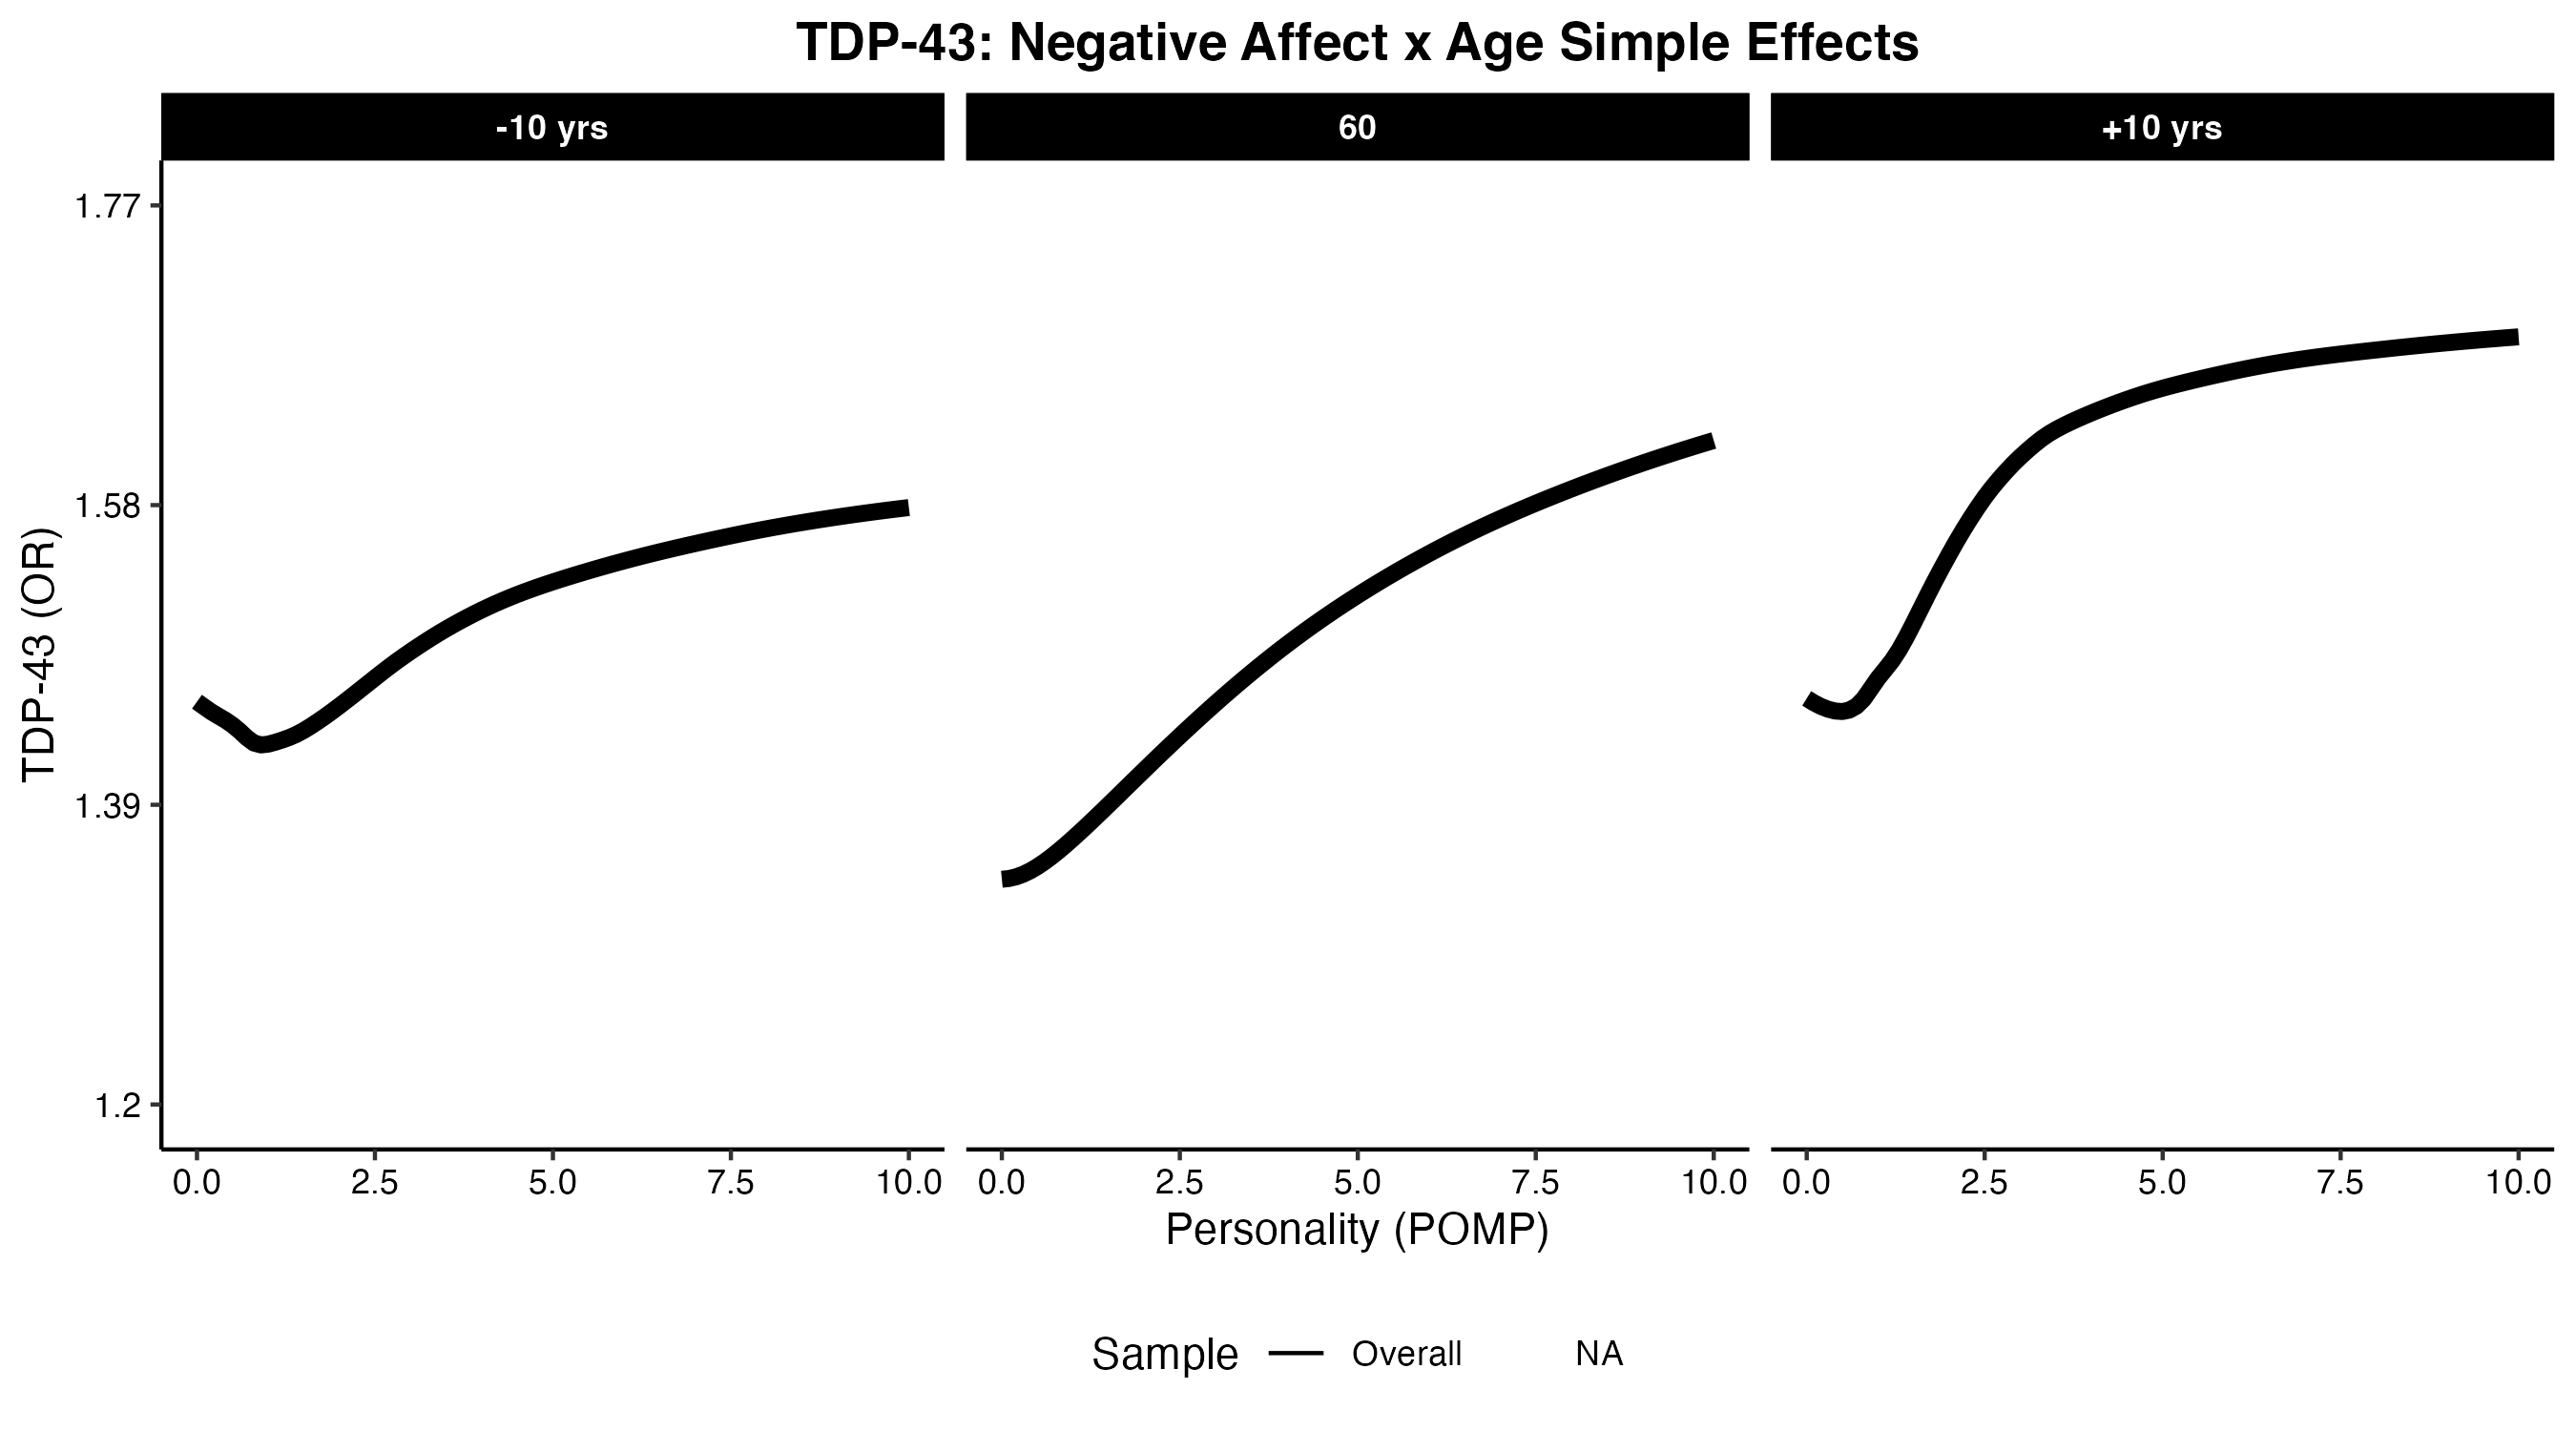 TDP-43: Negative Affect x Age Simple Effects
-10 yrs 60 +10 yrs
1.77
1.58
1.39
1.2
TDP-43 (OR)
0.0 2.5 5.0 7.5 10.0 0.0 2.5 5.0 7.5 10.0 0.0 2.5 5.0 7.5 10.0
Personality (POMP)
Sample Overall NA